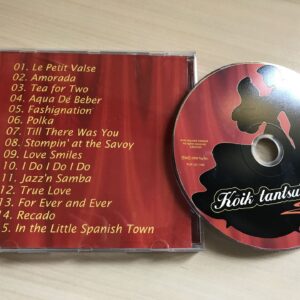 01. Le Petit Valse
02. Amorada
03. Tea for Two
04. Aqua Dé Beber
05. Fashignation
06. Polka
07. Till There Was You
08. Stompin' at the Savoy
09. Love Smiles
10. I Do I Do I Do
11. Jazz'n Samba
12. True Love
13. For Ever and Ever
14. Recado
15. In the Little Spanish Town
Koik tantsu